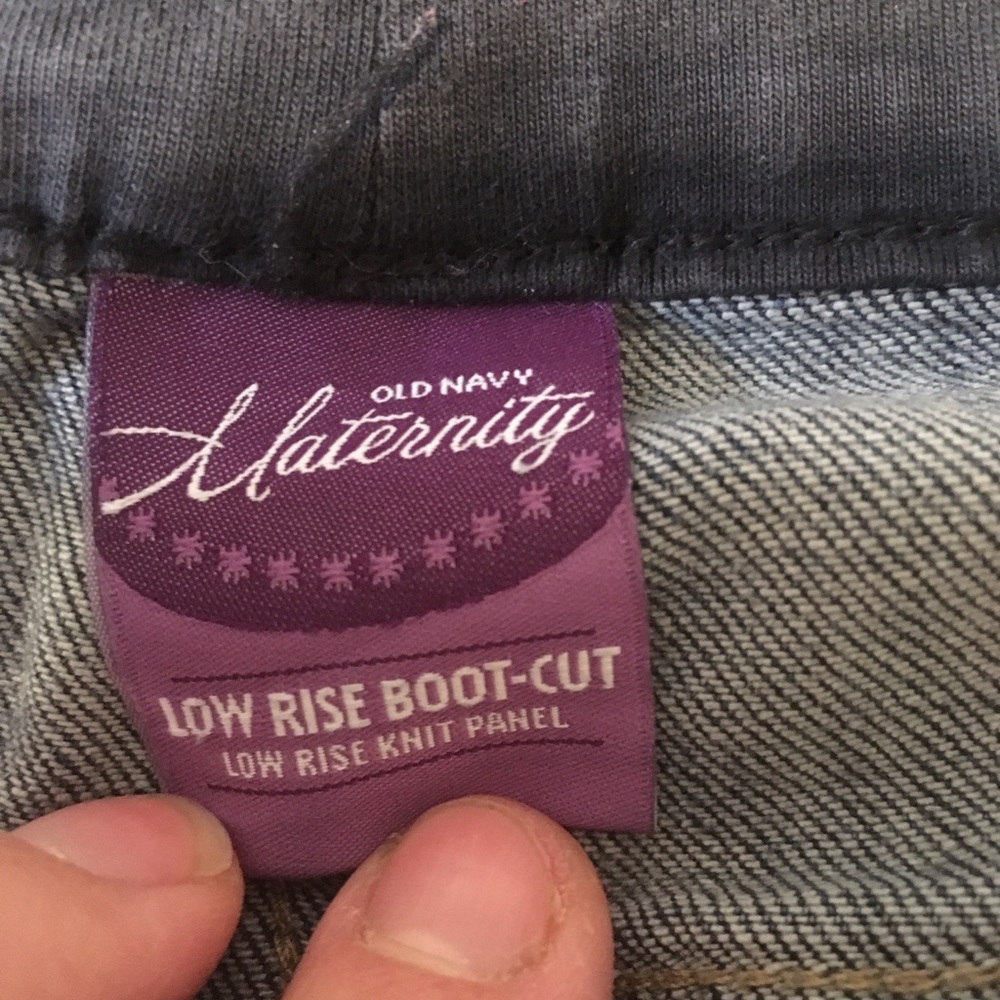 OLD NAVY
Maternity
LOW RISE BOOT-CUT
LOW RISE KNIT PANEL